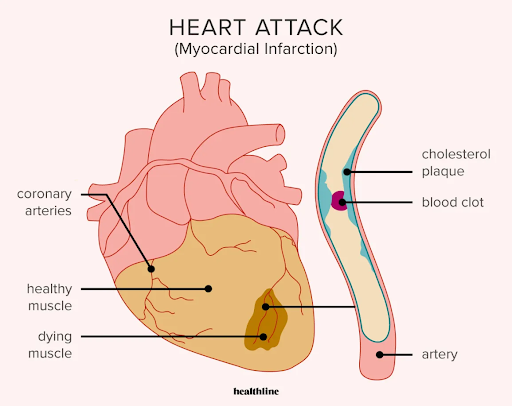 HEART ATTACK
(Myocardial Infarction)
cholesterol
plaque
coronary
arteries
blood clot
healthy
muscle
dying
muscle
artery
healthline